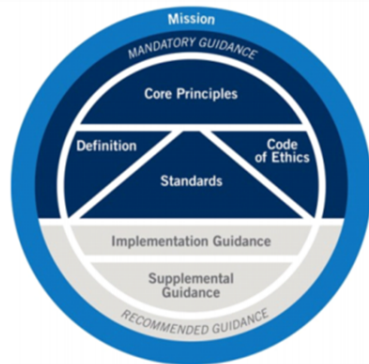 Mission
MANDATORY GUIDANCE
Core Principles
Definition
Code
of Ethics
Standards
Implementation Guidance
Supplemental
Guidance
RECOMMENDED GUIDANCE